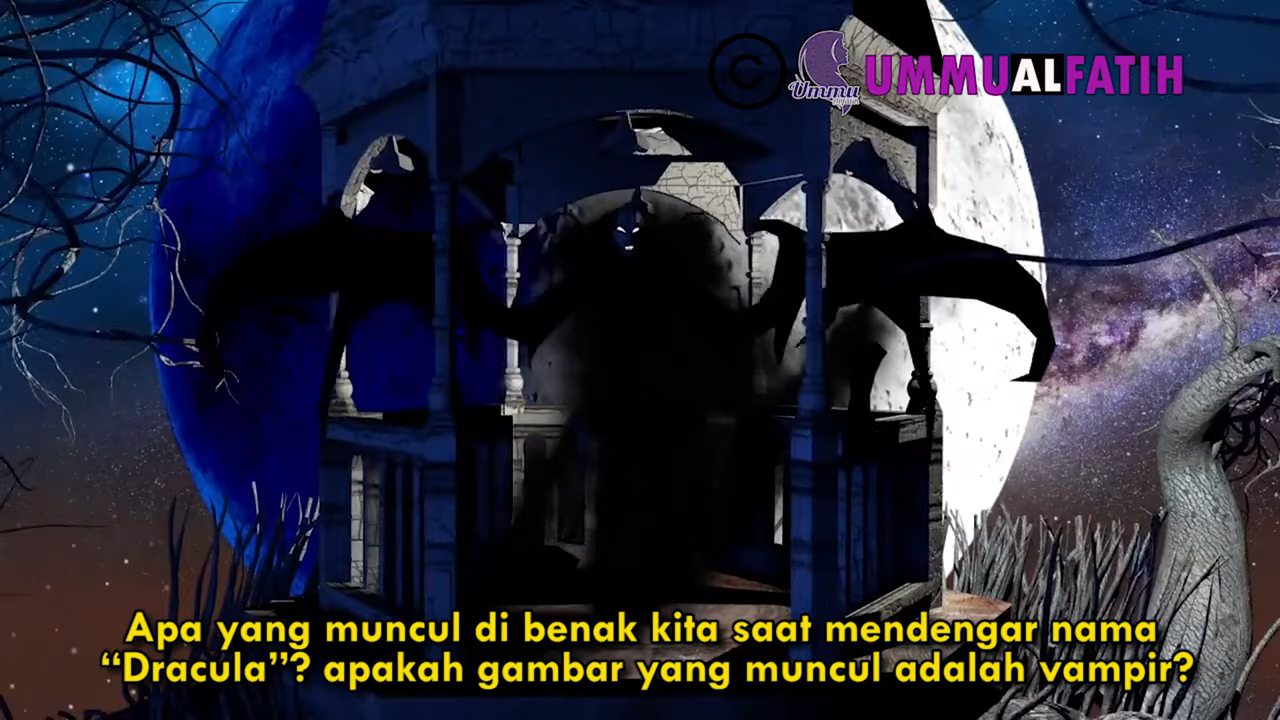 ©
Ummu
UMMUALFATIH
Apa yang muncul di benak kita saat mendengar nama
“Dracula”? apakah gambar yang muncul adalah vampir?